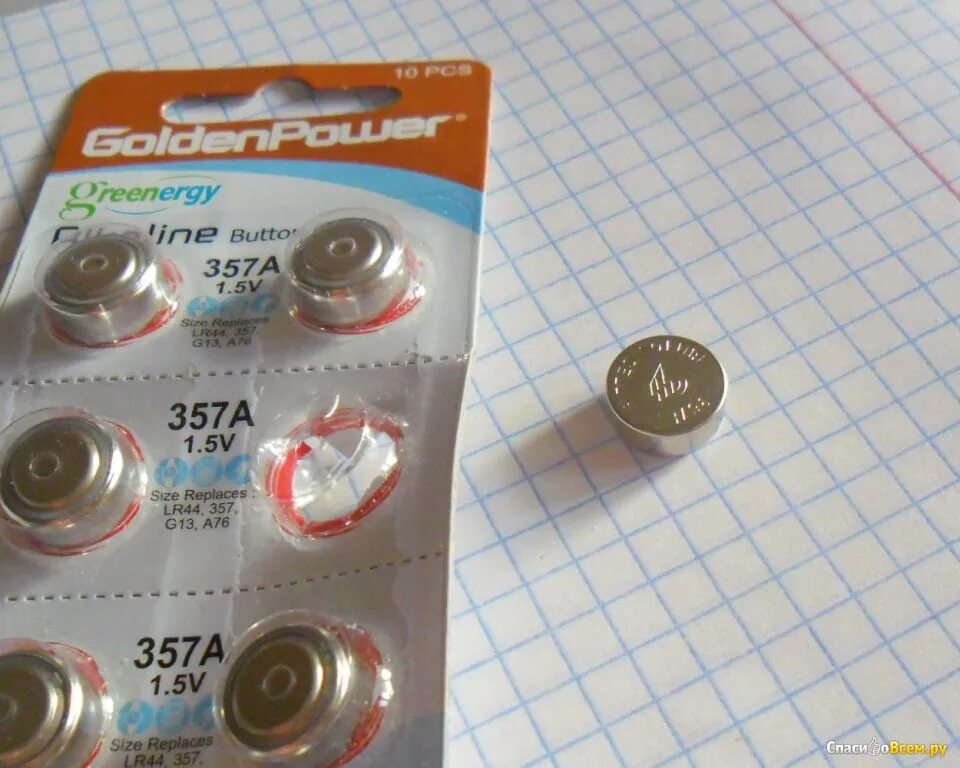 10 PCS
GoldenPower®
greenergy
Alkaline Button
357A
1.5V
Size Replaces
LR44, 357,
G13, A76
357A
1.5V
Size Replaces :
LR44, 357,
G13, A76
357A
1.5V
Size Replaces
LR44, 357,
СпасибоВсем.ру